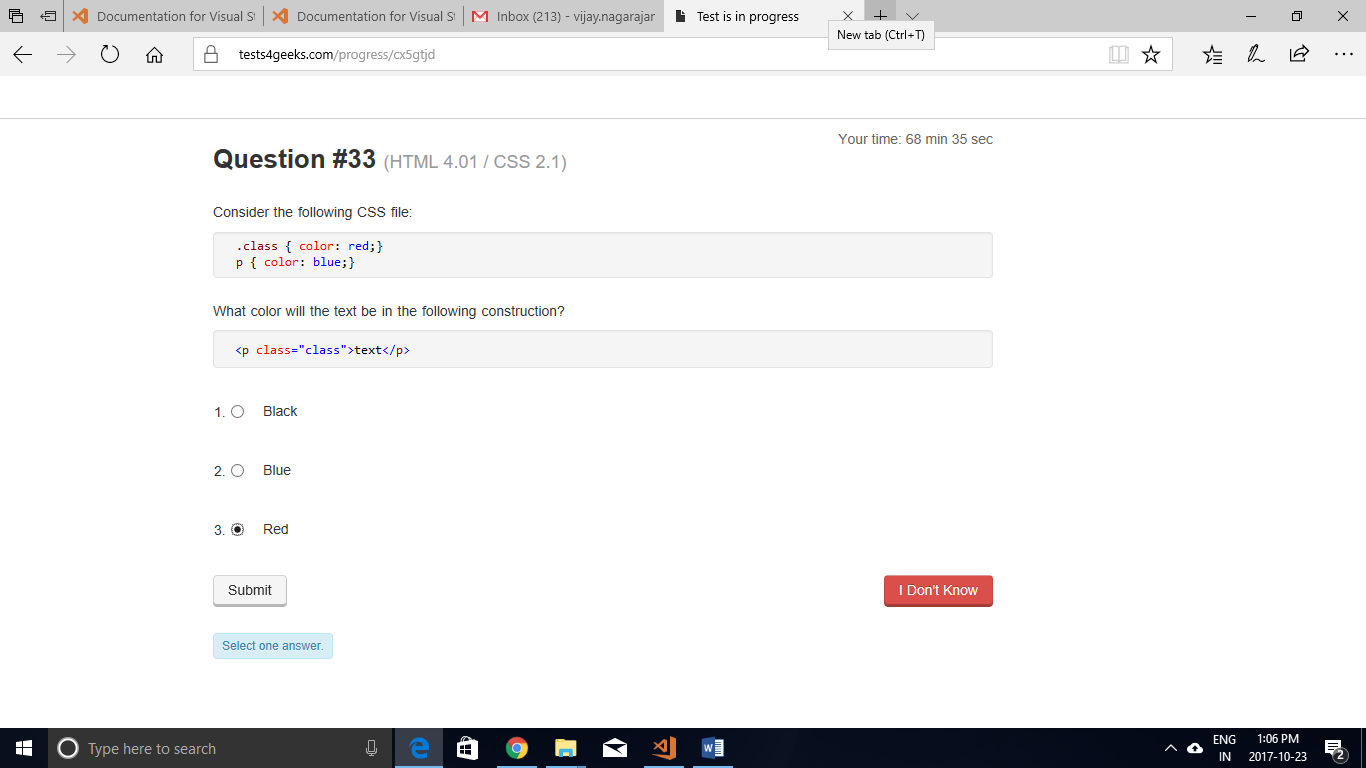 Documentation for Visual St
Documentation for Visual St
Inbox (213) - vijay.nagarajar
Test is in progress
New tab (Ctrl+T)
tests4geeks.com/progress/cx5gtjd
Your time: 68 min 35 sec
Question #33 (HTML 4.01 / CSS 2.1)
Consider the following CSS file:
.class { color: red;}
p { color: blue;}
What color will the text be in the following construction?
<p class="class">text</p>
1. Black
2. Blue
3. Red
Submit
I Don't Know
Select one answer.
Type here to search
W
ENG
IN
1:06 PM
2017-10-23
2